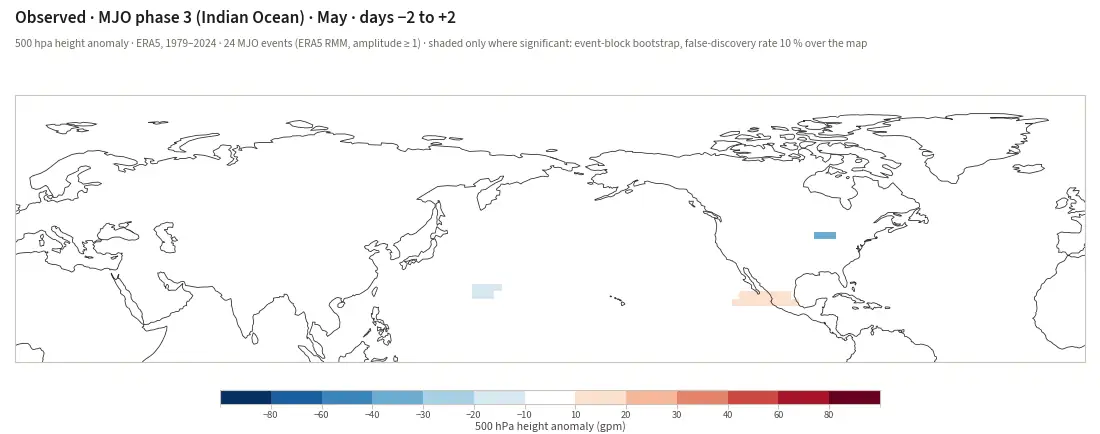 Observed · MJO phase 3 (Indian Ocean) · May · days −2 to +2
500 hpa height anomaly · ERA5, 1979–2024 · 24 MJO events (ERA5 RMM, amplitude ≥ 1) · shaded only where significant: event-block bootstrap, false-discovery rate 10 % over the map
−80 −60 −40 −30 −20 −10 10 20 30 40 60 80
500 hPa height anomaly (gpm)